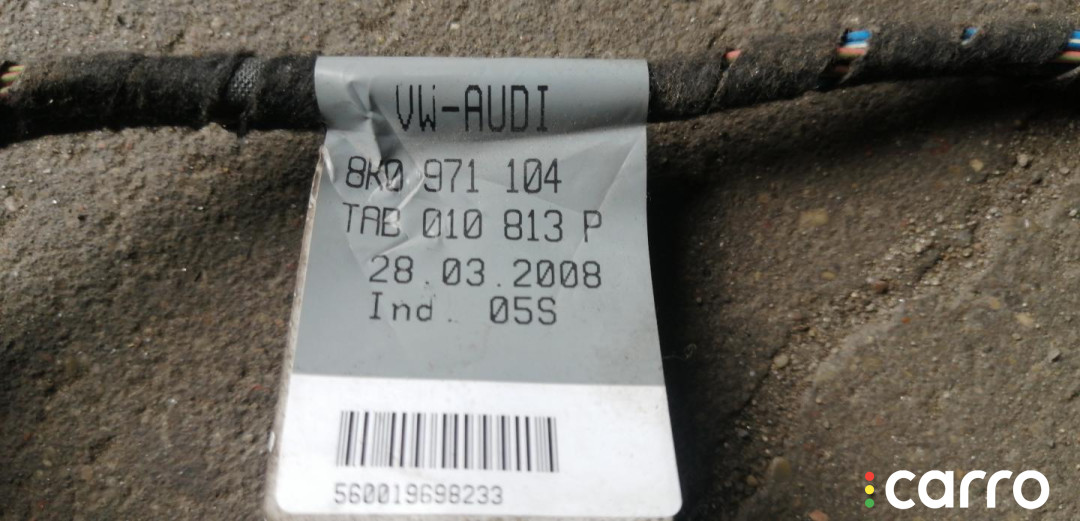 VW-AUDI
8K0 971 104
TAB 010 813 P
28.03.2008
Ind. 05S
560019698233
carro